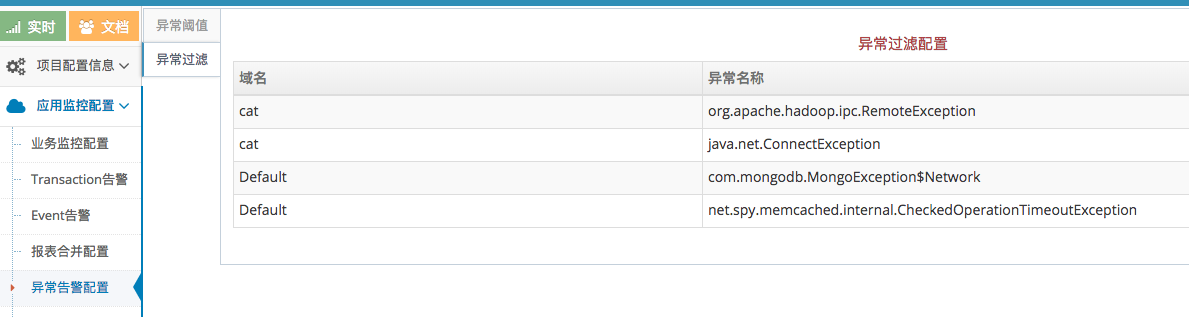 实时 文档
项目配置信息
应用监控配置
业务监控配置
Transaction告警
Event告警
报表合并配置
异常告警配置
异常阈值
异常过滤
异常过滤配置
域名 异常名称
cat org.apache.hadoop.ipc.RemoteException
cat java.net.ConnectException
Default com.mongodb.MongoException$Network
Default net.spy.memcached.internal.CheckedOperationTimeoutException